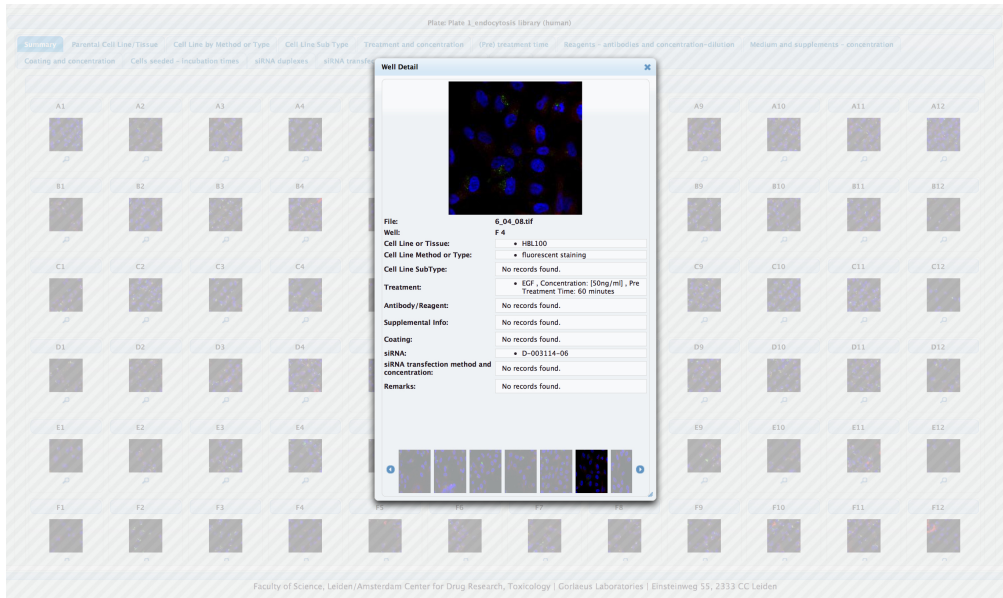 Plate: Plate 1_endocytosis library (human)
Summary Parental Cell Line/Tissue Cell Line by Method or Type Cell Line Sub Type Treatment and concentration (Pre) treatment time Reagents - antibodies and concentration-dilution Medium and supplements - concentration
Coating and concentration Cells seeded - incubation times siRNA duplexes siRNA transfec
Well Detail
A1 A2 A3 A4 A9 A10 A11 A12
B1 B2 B3 B4 B9 B10 B11 B12
File: 6_04_08.tif
Well: F 4
Cell Line or Tissue: • HBL100
Cell Line Method or Type: • fluorescent staining
Cell Line SubType: No records found.
C1 C2 C3 C4 C9 C10 C11 C12
Treatment: • EGF , Concentration: [50ng/ml] , Pre
Treatment Time: 60 minutes
Antibody/Reagent: No records found.
Supplemental Info: No records found.
Coating: No records found.
D1 D2 D3 D4 D9 D10 D11 D12
siRNA: • D-003114-06
siRNA transfection method and
concentration: No records found.
Remarks: No records found.
E1 E2 E3 E4 E9 E10 E11 E12
F1 F2 F3 F4 F5 F6 F7 F8 F9 F10 F11 F12
Faculty of Science, Leiden/Amsterdam Center for Drug Research, Toxicology | Gorlaeus Laboratories | Einsteinweg 55, 2333 CC Leiden